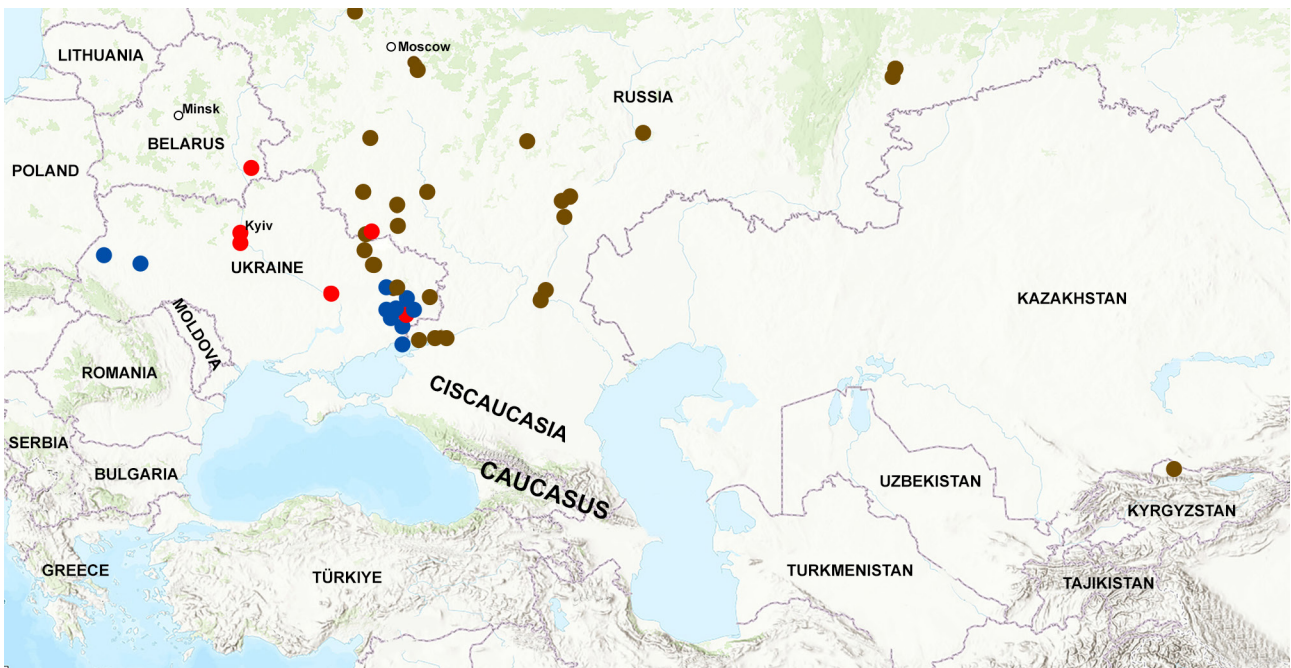 Moscow
LITHUANIA
RUSSIA
Minsk
BELARUS
POLAND
Kyiv
UKRAINE
KAZAKHSTAN
MOLDOVA
ROMANIA
CISCAUCASIA
SERBIA
BULGARIA
CAUCASUS
UZBEKISTAN
KYRGYZSTAN
GREECE
TÜRKIYE
TURKMENISTAN
TAJIKISTAN